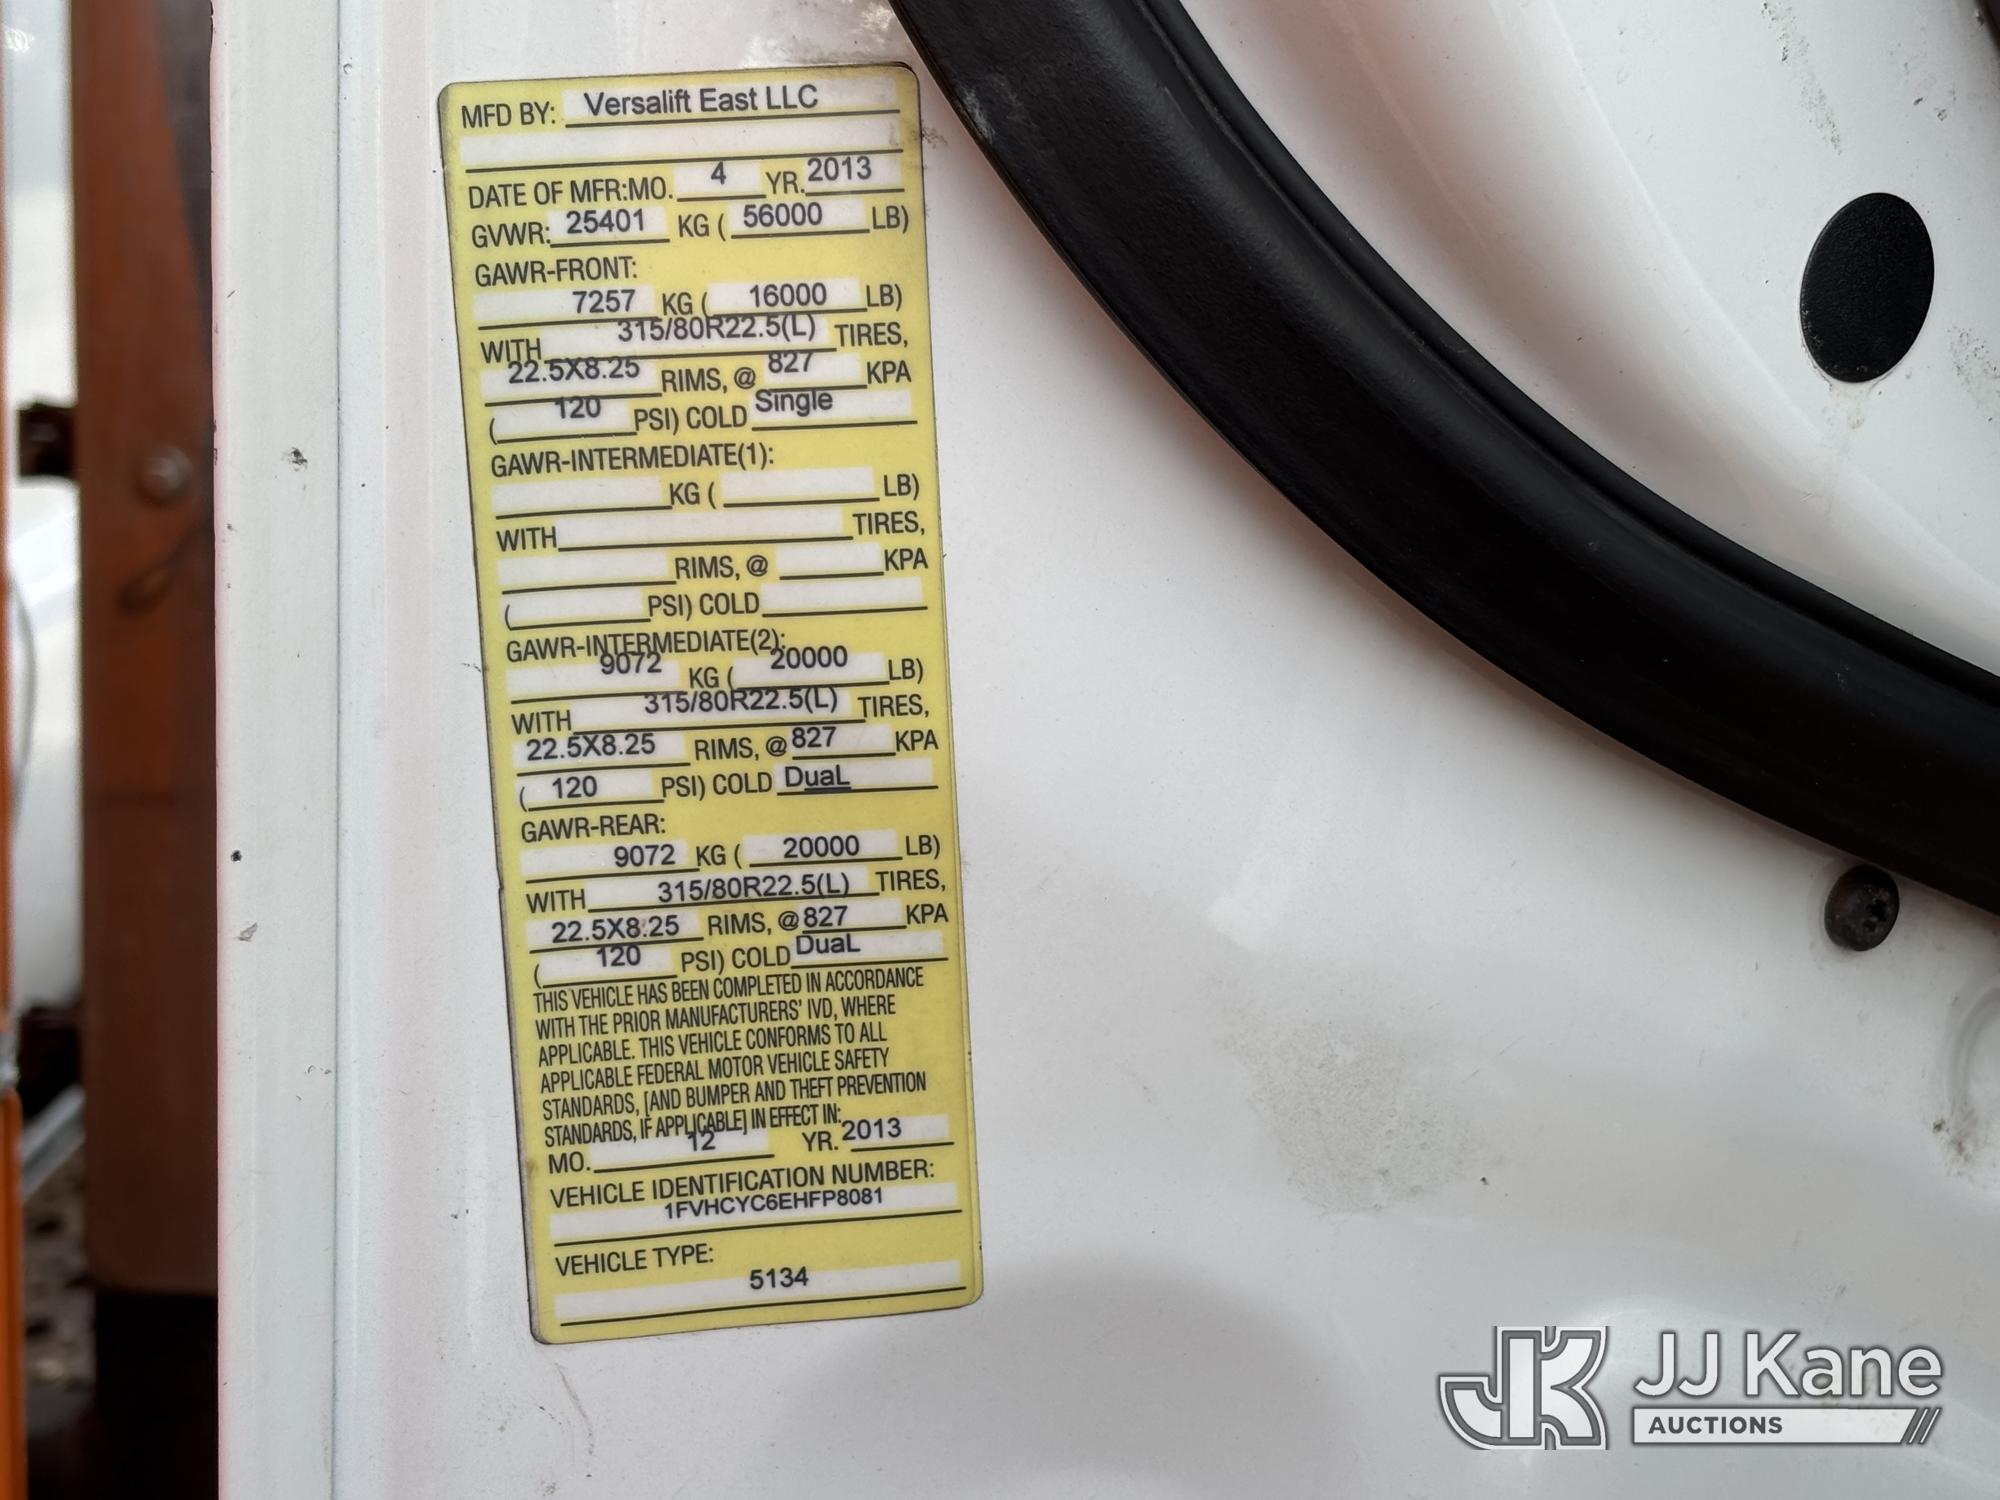 MFD BY: Versalift East LLC
DATE OF MFR:MO. 4 YR. 2013
GVWR: 25401 KG ( 56000 LB)
GAWR-FRONT:
7257 KG ( 16000 LB)
WITH 315/80R22.5(L) TIRES,
22.5X8.25 RIMS, @ 827 KPA
( 120 PSI) COLD Single
GAWR-INTERMEDIATE(1):
KG ( LB)
WITH TIRES,
RIMS, @ KPA
( PSI) COLD
GAWR-INTERMEDIATE(2):
9072 KG ( 20000 LB)
WITH 315/80R22.5(L) TIRES,
22.5X8.25 RIMS, @ 827 KPA
( 120 PSI) COLD DuaL
GAWR-REAR:
9072 KG ( 20000 LB)
WITH 315/80R22.5(L) TIRES,
22.5X8.25 RIMS, @ 827 KPA
( 120 PSI) COLD DuaL
THIS VEHICLE HAS BEEN COMPLETED IN ACCORDANCE
WITH THE PRIOR MANUFACTURERS' IVD, WHERE
APPLICABLE. THIS VEHICLE CONFORMS TO ALL
APPLICABLE FEDERAL MOTOR VEHICLE SAFETY
STANDARDS, [AND BUMPER AND THEFT PREVENTION
STANDARDS, IF APPLICABLE] IN EFFECT IN:
MO. 12 YR. 2013
VEHICLE IDENTIFICATION NUMBER:
1FVHCYC6EHFP8081
VEHICLE TYPE:
5134
JK JJ Kane
AUCTIONS